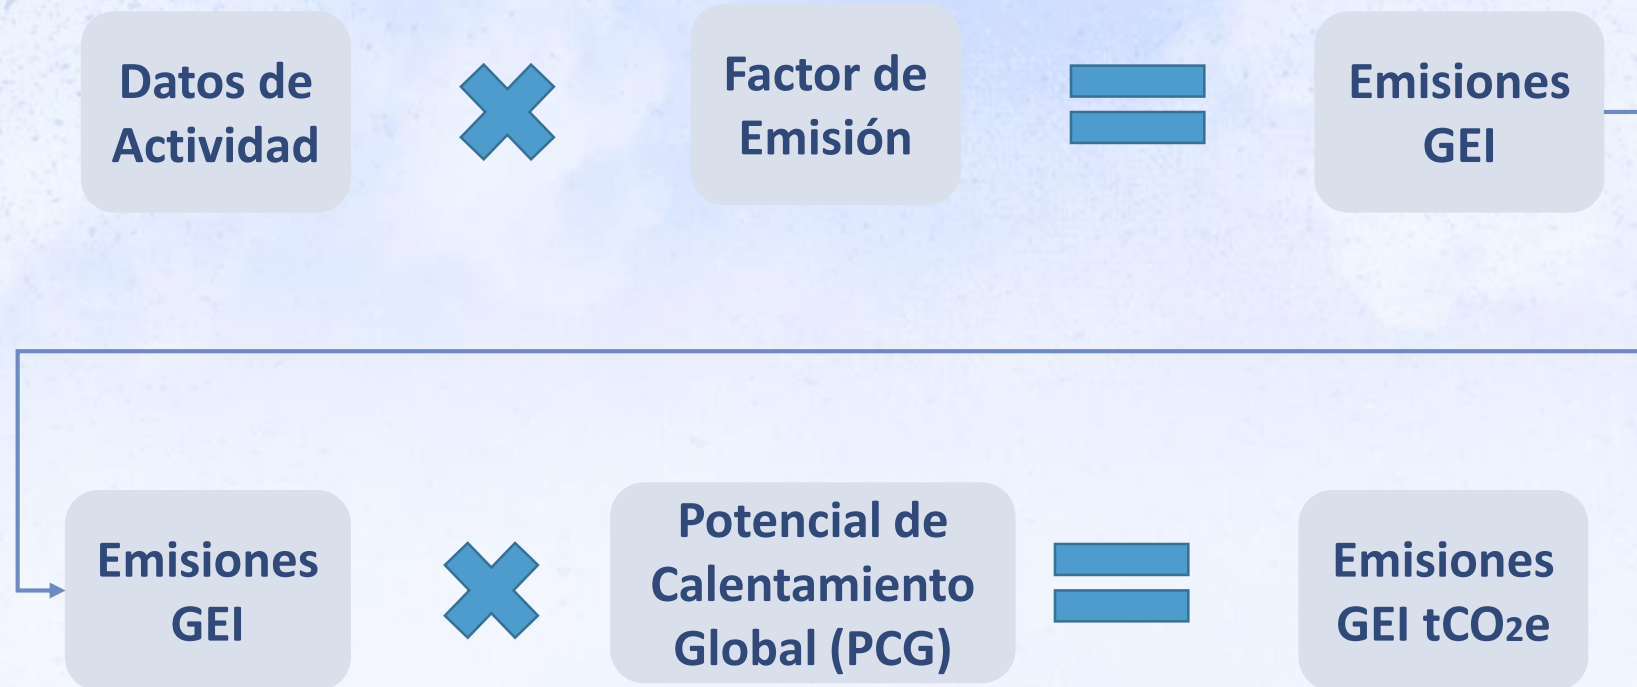 Datos de
Actividad
Factor de
Emisión
Emisiones
GEI
Emisiones
GEI
Potencial de
Calentamiento
Global (PCG)
Emisiones
GEI tCO2e